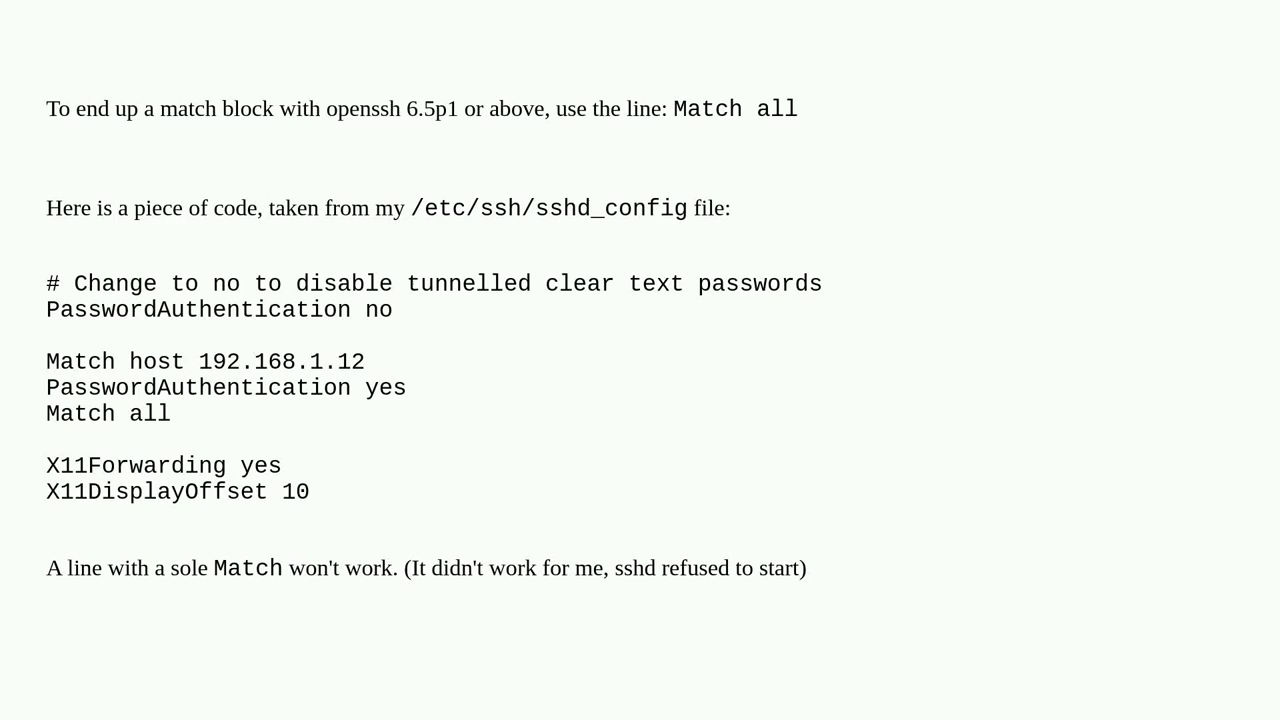 To end up a match block with openssh 6.5p1 or above, use the line: Match all
Here is a piece of code, taken from my /etc/ssh/sshd_config file:
# Change to no to disable tunnelled clear text passwords
PasswordAuthentication no
Match host 192.168.1.12
PasswordAuthentication yes
Match all
X11Forwarding yes
X11DisplayOffset 10
A line with a sole Match won't work. (It didn't work for me, sshd refused to start)